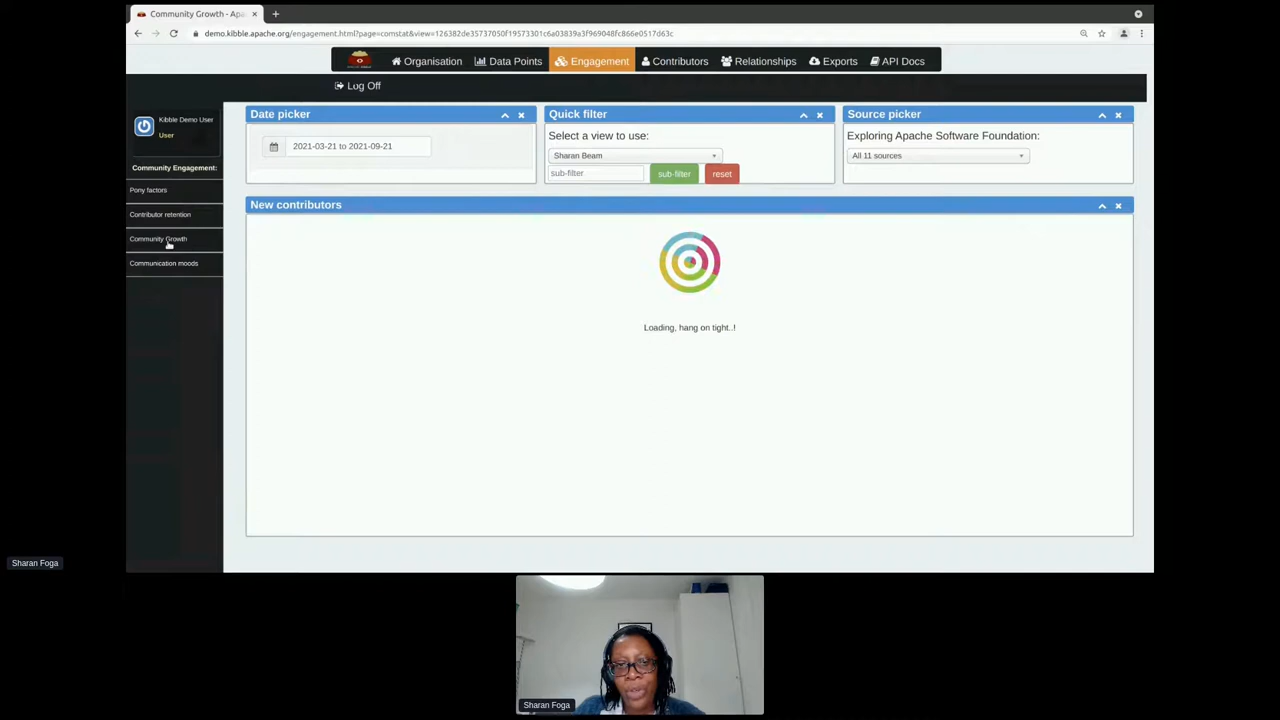 Community Growth - Apa
demo.kibble.apache.org/engagement.html?page=comstat&view=126382de35737050f19573301c6a03839a3f969048fc866e0517d63c
Organisation
Data Points
Engagement
Contributors
Relationships
Exports
API Docs
Log Off
Kibble Demo User
User
Community Engagement:
Pony factors
Contributor retention
Community Growth
Communication moods
Date picker
2021-03-21 to 2021-09-21
Quick filter
Select a view to use:
Sharan Beam
sub-filter
sub-filter
reset
Source picker
Exploring Apache Software Foundation:
All 11 sources
New contributors
Loading, hang on tight..!
Sharan Foga
Sharan Foga